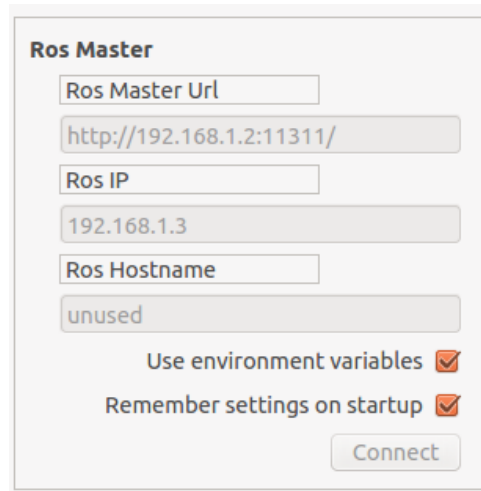 Ros Master
Ros Master Url
http://192.168.1.2:11311/
Ros IP
192.168.1.3
Ros Hostname
unused
Use environment variables
Remember settings on startup
Connect